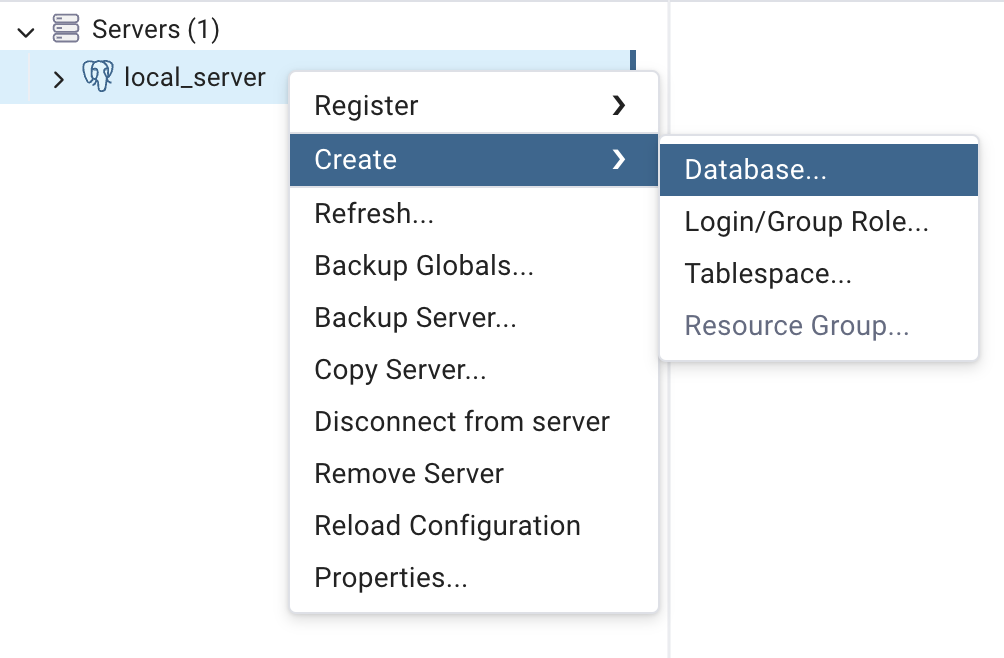 Servers (1)
local_server
Register
Create
Refresh...
Backup Globals...
Backup Server...
Copy Server...
Disconnect from server
Remove Server
Reload Configuration
Properties...
Database...
Login/Group Role...
Tablespace...
Resource Group...